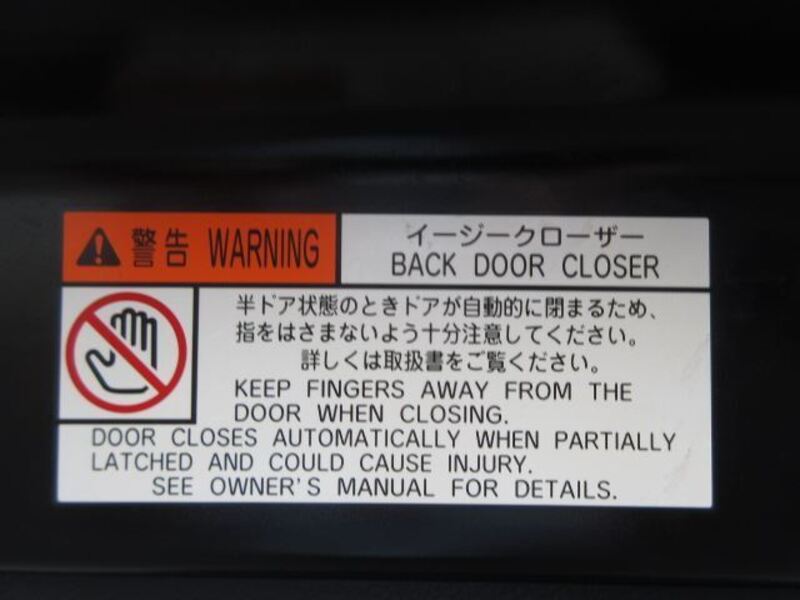 警告 WARNING
イージークローザー
BACK DOOR CLOSER
半ドア状態のときドアが自動的に閉まるため、
指をはさまないよう十分注意してください。
詳しくは取扱書をご覧ください。
KEEP FINGERS AWAY FROM THE
DOOR WHEN CLOSING.
DOOR CLOSES AUTOMATICALLY WHEN PARTIALLY
LATCHED AND COULD CAUSE INJURY.
SEE OWNER'S MANUAL FOR DETAILS.